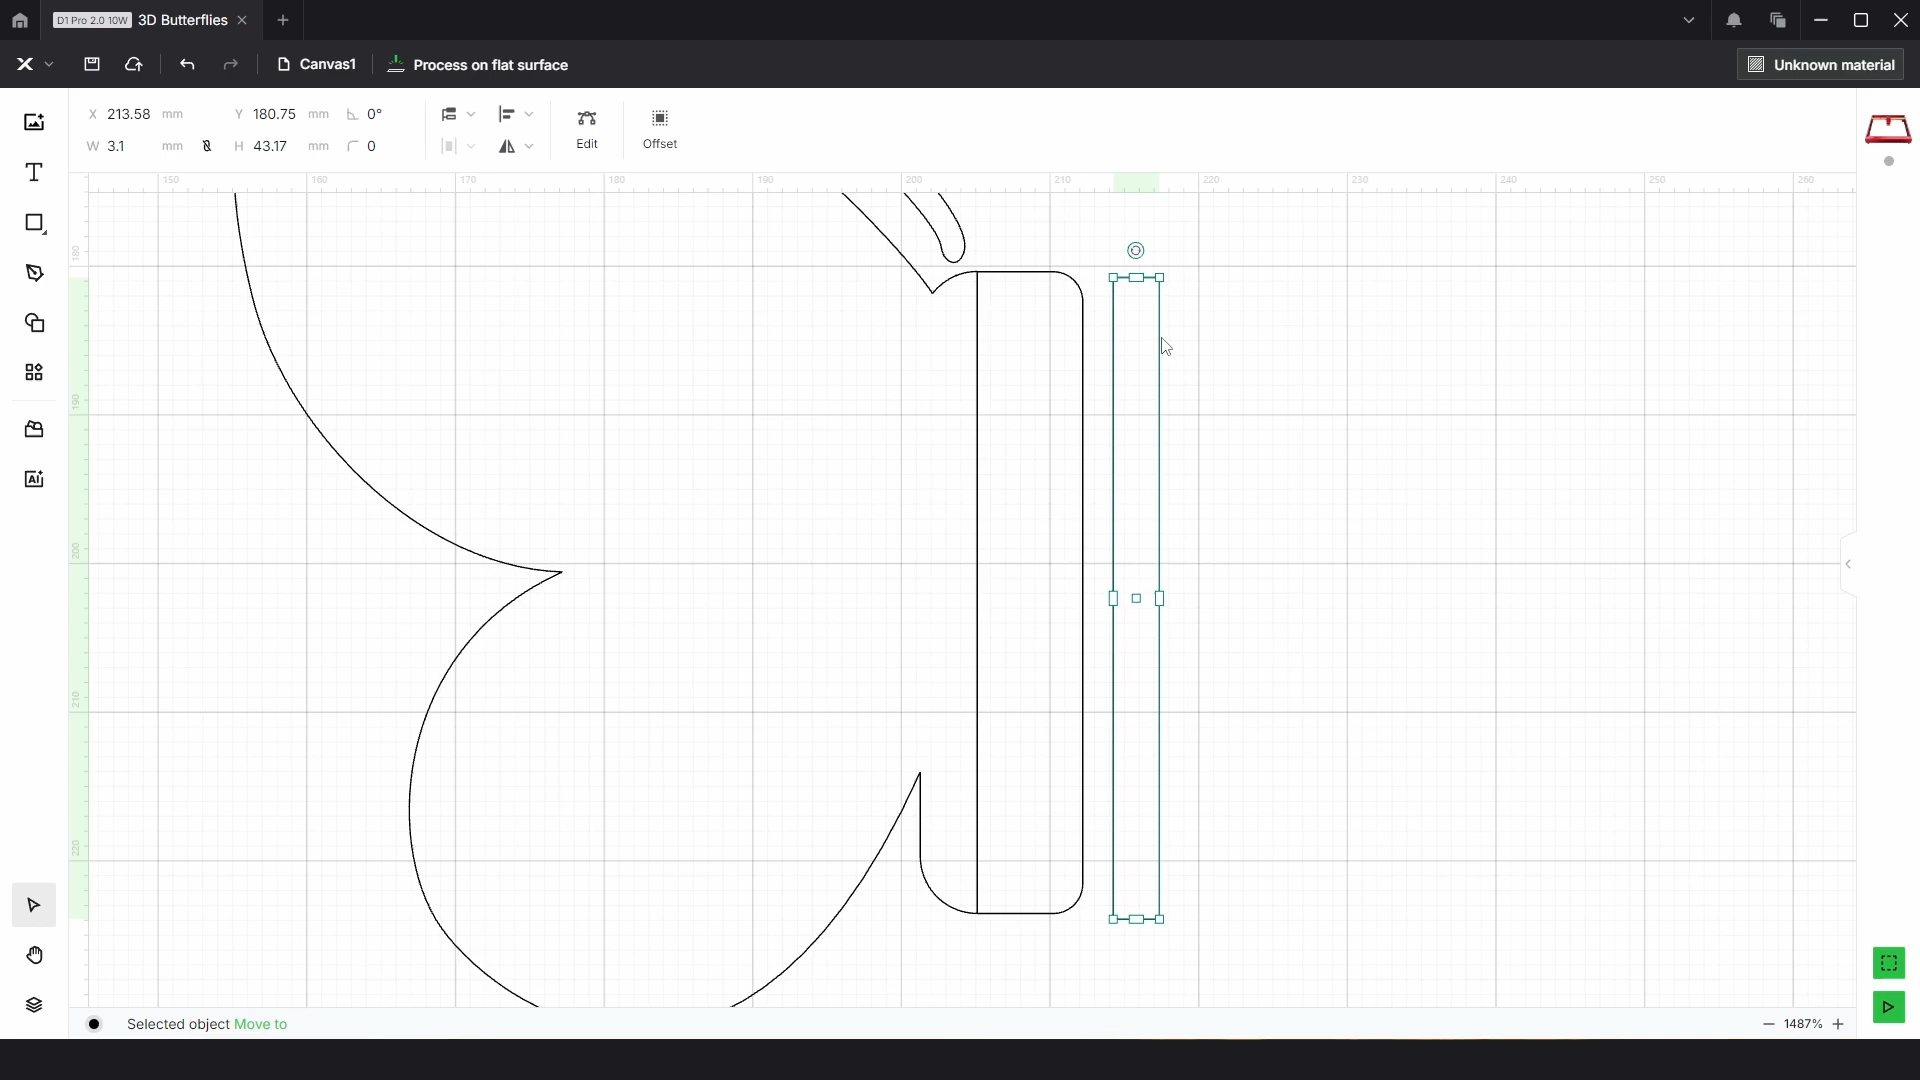 D1 Pro 2.0 10W 3D Butterflies
Canvas1 Process on flat surface Unknown material
X 213.58 mm Y 180.75 mm 0°
W 3.1 mm H 43.17 mm 0
Edit Offset
150 160 170 180 190 200 210 220 230 240 250 260
180
190
200
210
220
AI
Selected object Move to
1487%